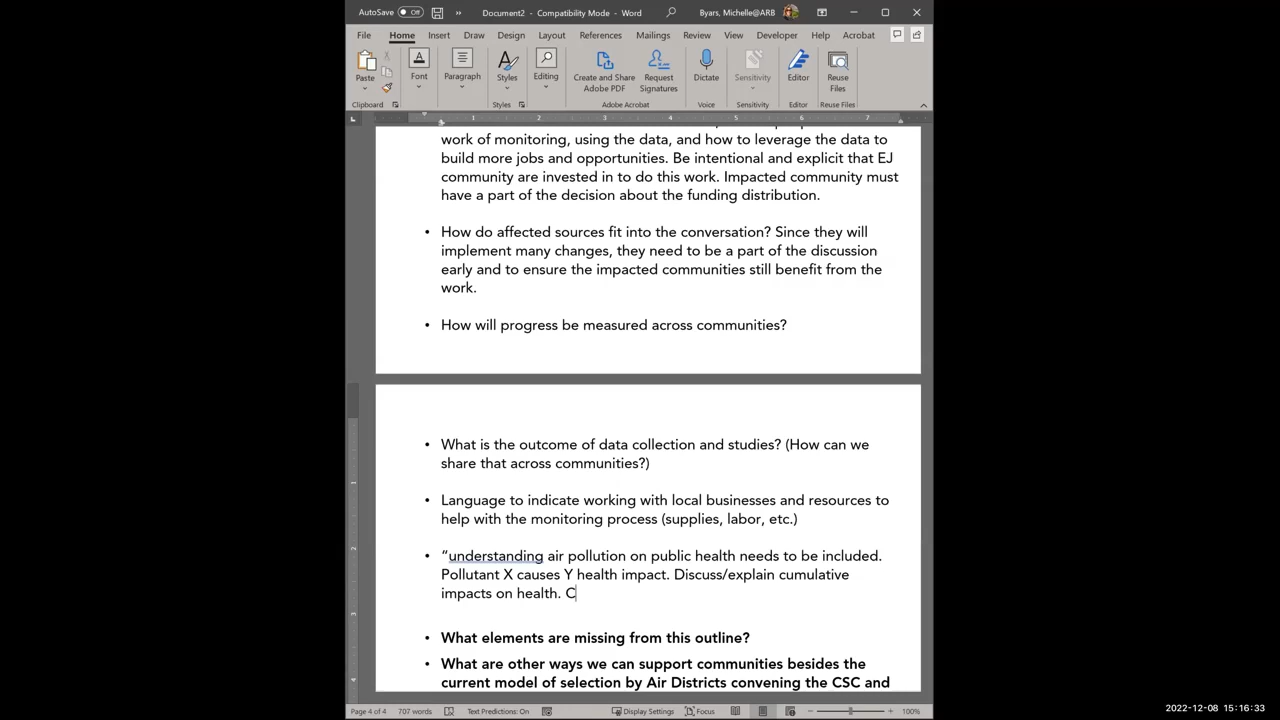 AutoSave Off Document2 - Compatibility Mode - Word Byars, Michelle@ARB
File Home Insert Draw Design Layout References Mailings Review View Developer Help Acrobat
Paste Font Paragraph Styles Editing Create and Share Adobe PDF Request Signatures Dictate Sensitivity Editor Reuse Files
Clipboard Styles Adobe Acrobat Voice Sensitivity Editor Reuse Files
1 2 3 4 5 6 7
work of monitoring, using the data, and how to leverage the data to
build more jobs and opportunities. Be intentional and explicit that EJ
community are invested in to do this work. Impacted community must
have a part of the decision about the funding distribution.
• How do affected sources fit into the conversation? Since they will
implement many changes, they need to be a part of the discussion
early and to ensure the impacted communities still benefit from the
work.
• How will progress be measured across communities?
• What is the outcome of data collection and studies? (How can we
share that across communities?)
• Language to indicate working with local businesses and resources to
help with the monitoring process (supplies, labor, etc.)
• “understanding air pollution on public health needs to be included.
Pollutant X causes Y health impact. Discuss/explain cumulative
impacts on health. C
• What elements are missing from this outline?
• What are other ways we can support communities besides the
current model of selection by Air Districts convening the CSC and
Page 4 of 4 707 words Text Predictions: On Display Settings Focus 100%
2022-12-08 15:16:33